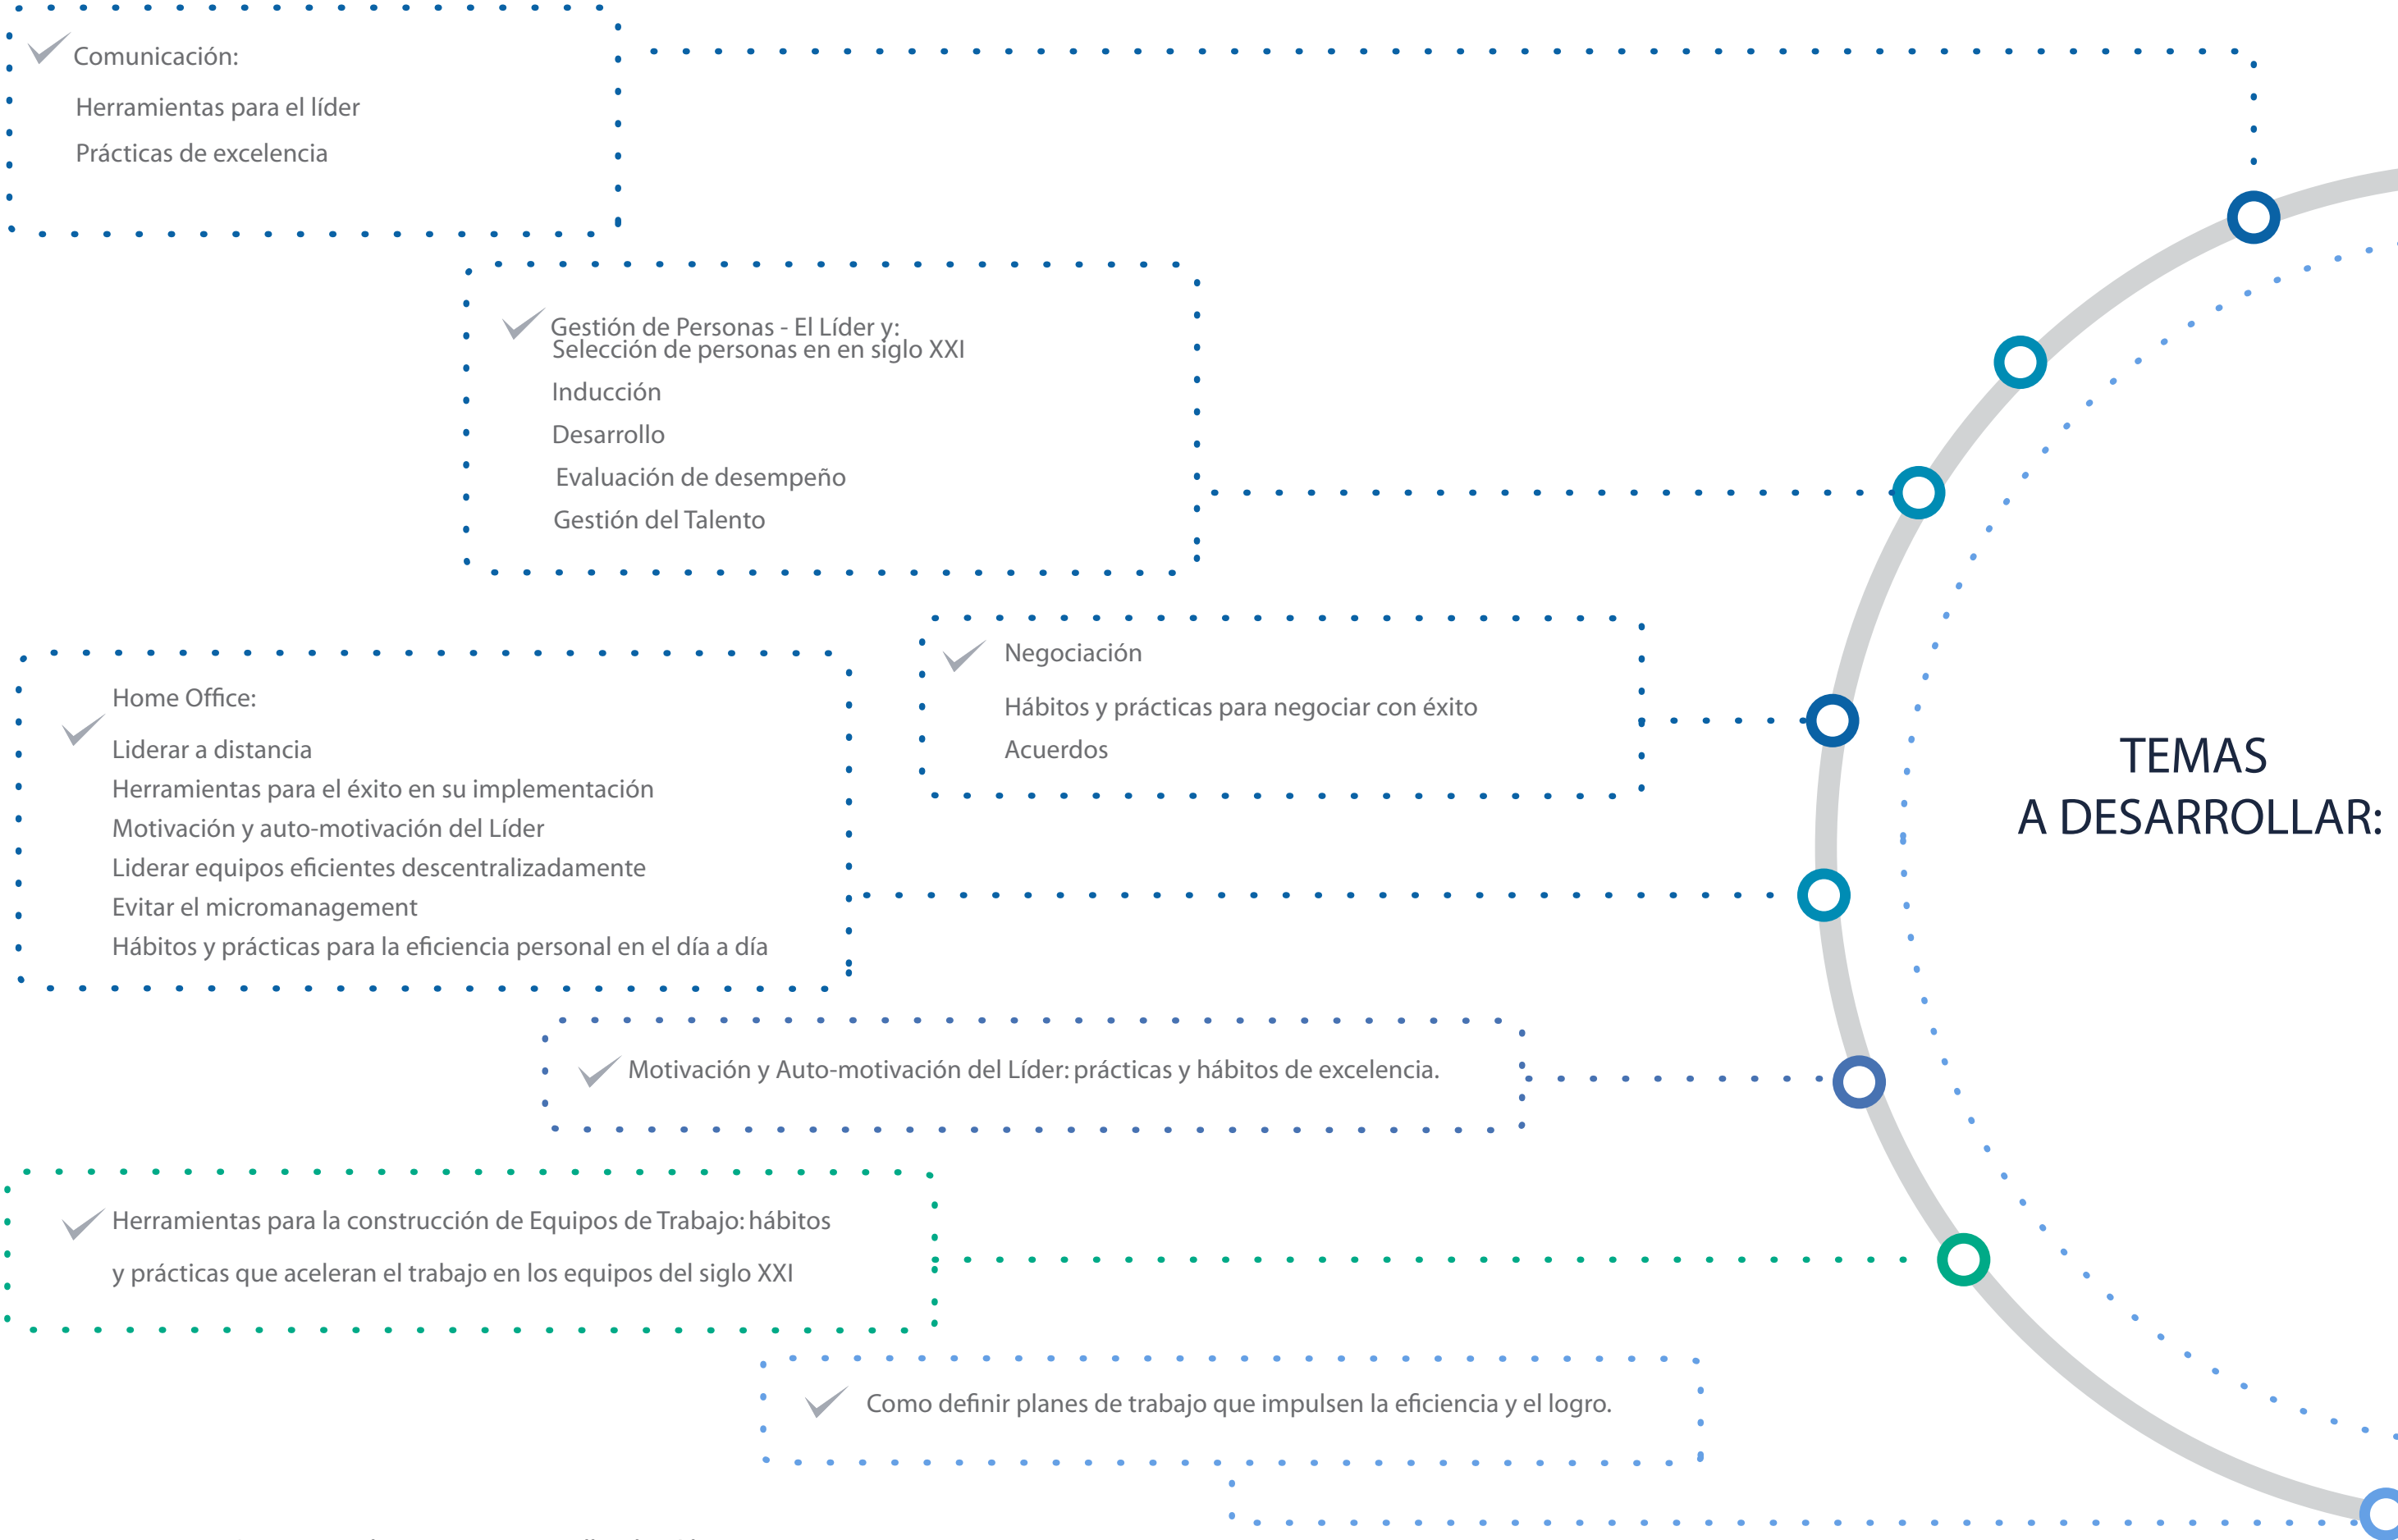 Comunicación:
Herramientas para el líder
Prácticas de excelencia
Gestión de Personas - El Líder y:
Selección de personas en en siglo XXI
Inducción
Desarrollo
Evaluación de desempeño
Gestión del Talento
Negociación
Hábitos y prácticas para negociar con éxito
Acuerdos
Home Office:
Liderar a distancia
Herramientas para el éxito en su implementación
Motivación y auto-motivación del Líder
Liderar equipos eficientes descentralizadamente
Evitar el micromanagement
Hábitos y prácticas para la eficiencia personal en el día a día
TEMAS
A DESARROLLAR:
Motivación y Auto-motivación del Líder: prácticas y hábitos de excelencia.
Herramientas para la construcción de Equipos de Trabajo: hábitos
y prácticas que aceleran el trabajo en los equipos del siglo XXI
Como definir planes de trabajo que impulsen la eficiencia y el logro.